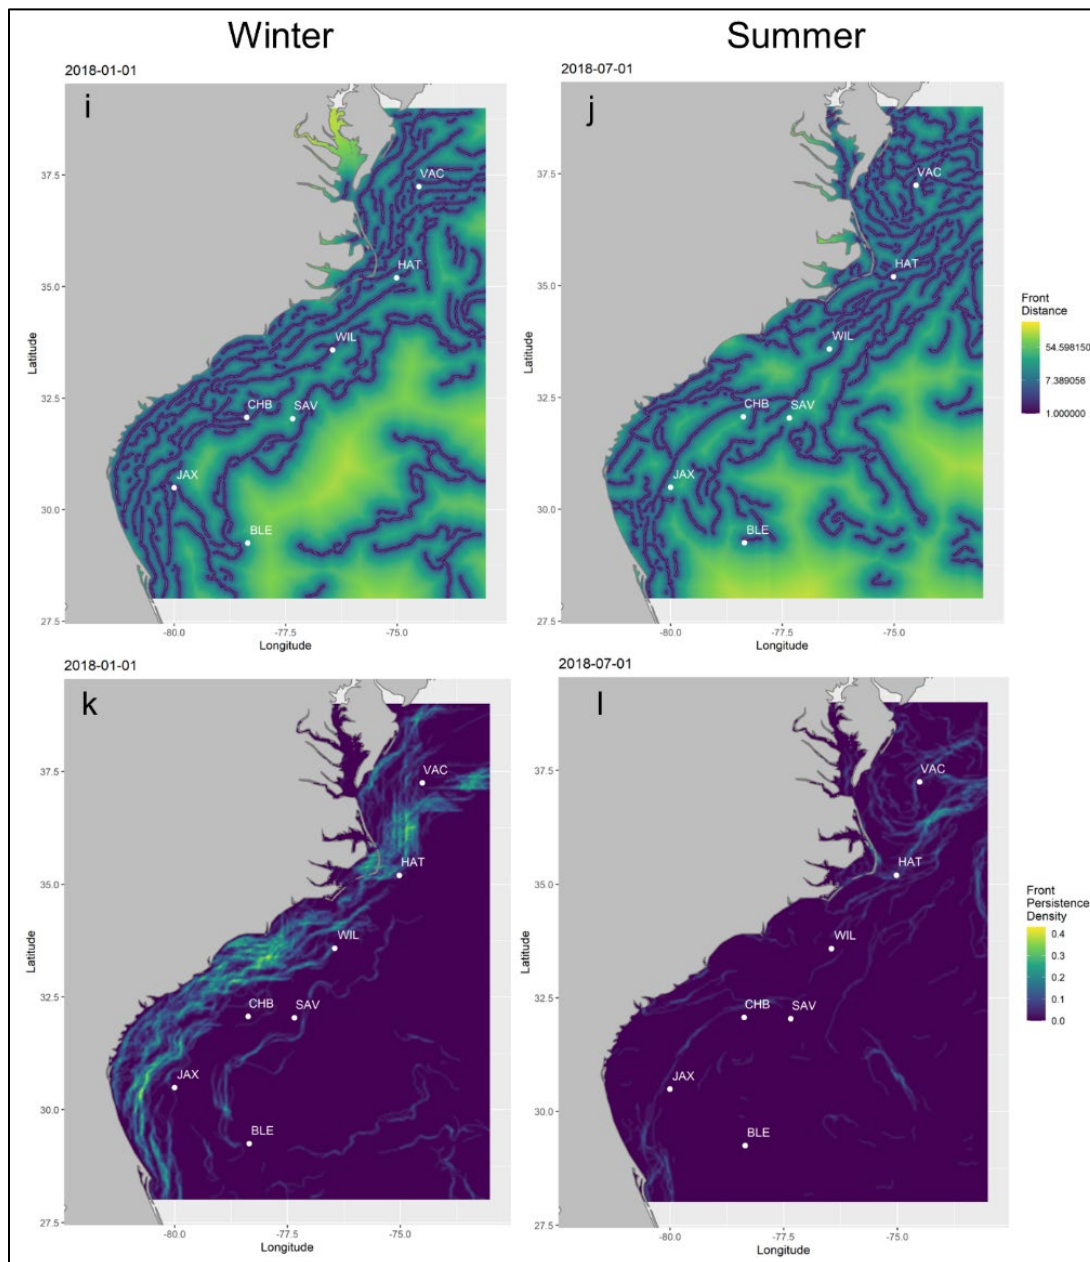 Winter Summer
2018-01-01 2018-07-01
i j
37.5 VAC 37.5 VAC
35.0 HAT 35.0 HAT
WIL WIL
Front
Distance
54.598150
7.389056
1.000000
Latitude Latitude
32.5 CHB SAV 32.5 CHB SAV
JAX JAX
30.0 30.0
BLE BLE
27.5 27.5
-80.0 -77.5 -75.0 -80.0 -77.5 -75.0
Longitude Longitude
2018-01-01 2018-07-01
k l
37.5 VAC 37.5 VAC
35.0 HAT 35.0 HAT
WIL WIL
Front
Persistence
Density
0.4
0.3
0.2
0.1
0.0
Latitude Latitude
32.5 CHB SAV 32.5 CHB SAV
JAX JAX
30.0 30.0
BLE BLE
27.5 27.5
-80.0 -77.5 -75.0 -80.0 -77.5 -75.0
Longitude Longitude